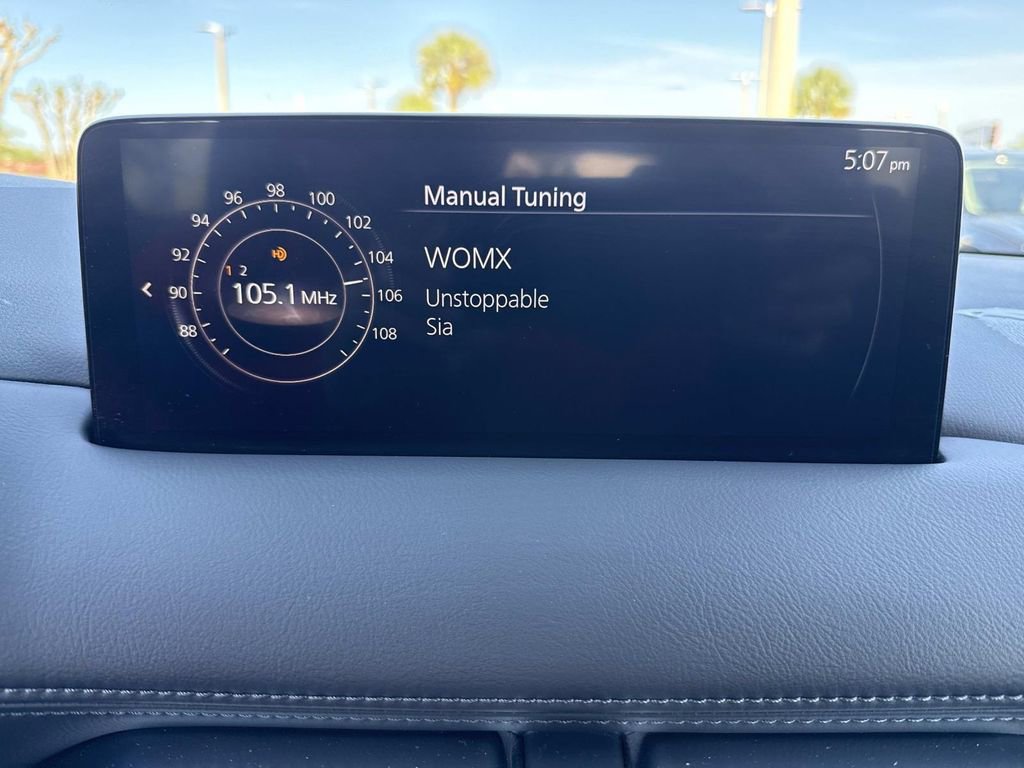 5:07 pm
Manual Tuning
88
90
92
94
96
98
100
102
104
106
108
HD
1 2
105.1 MHz
WOMX
Unstoppable
Sia